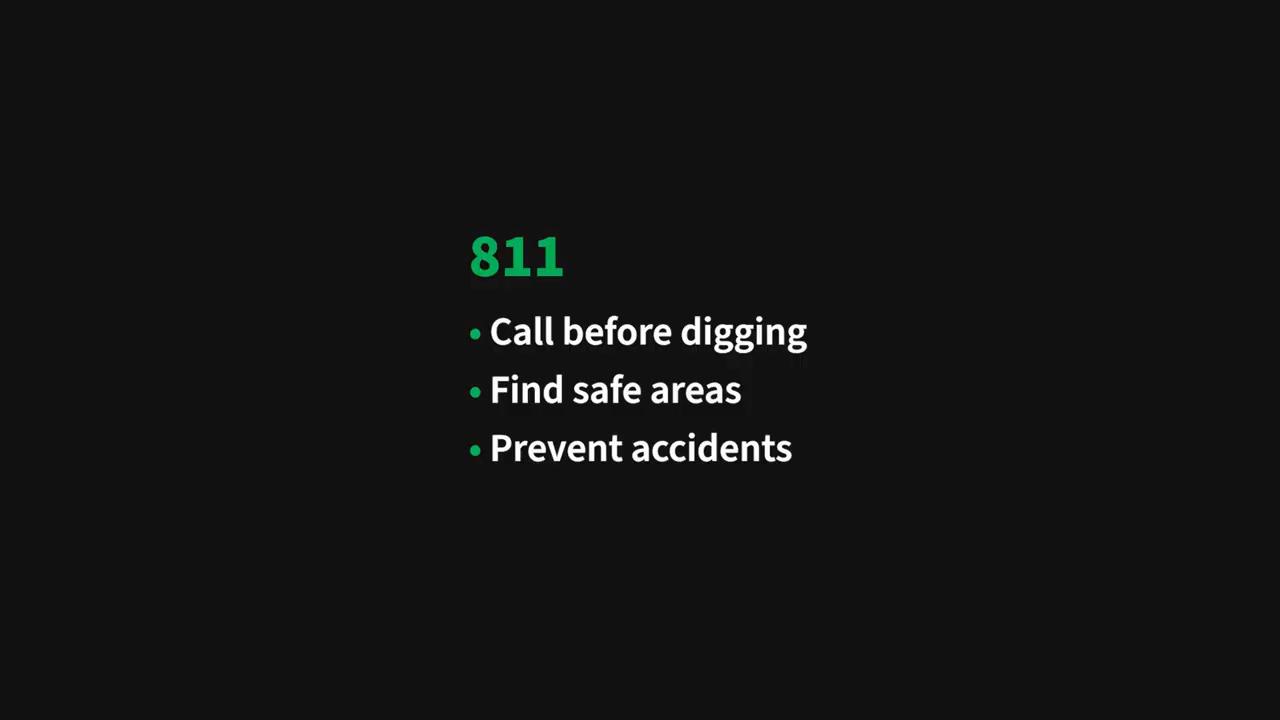 811
• Call before digging
• Find safe areas
• Prevent accidents